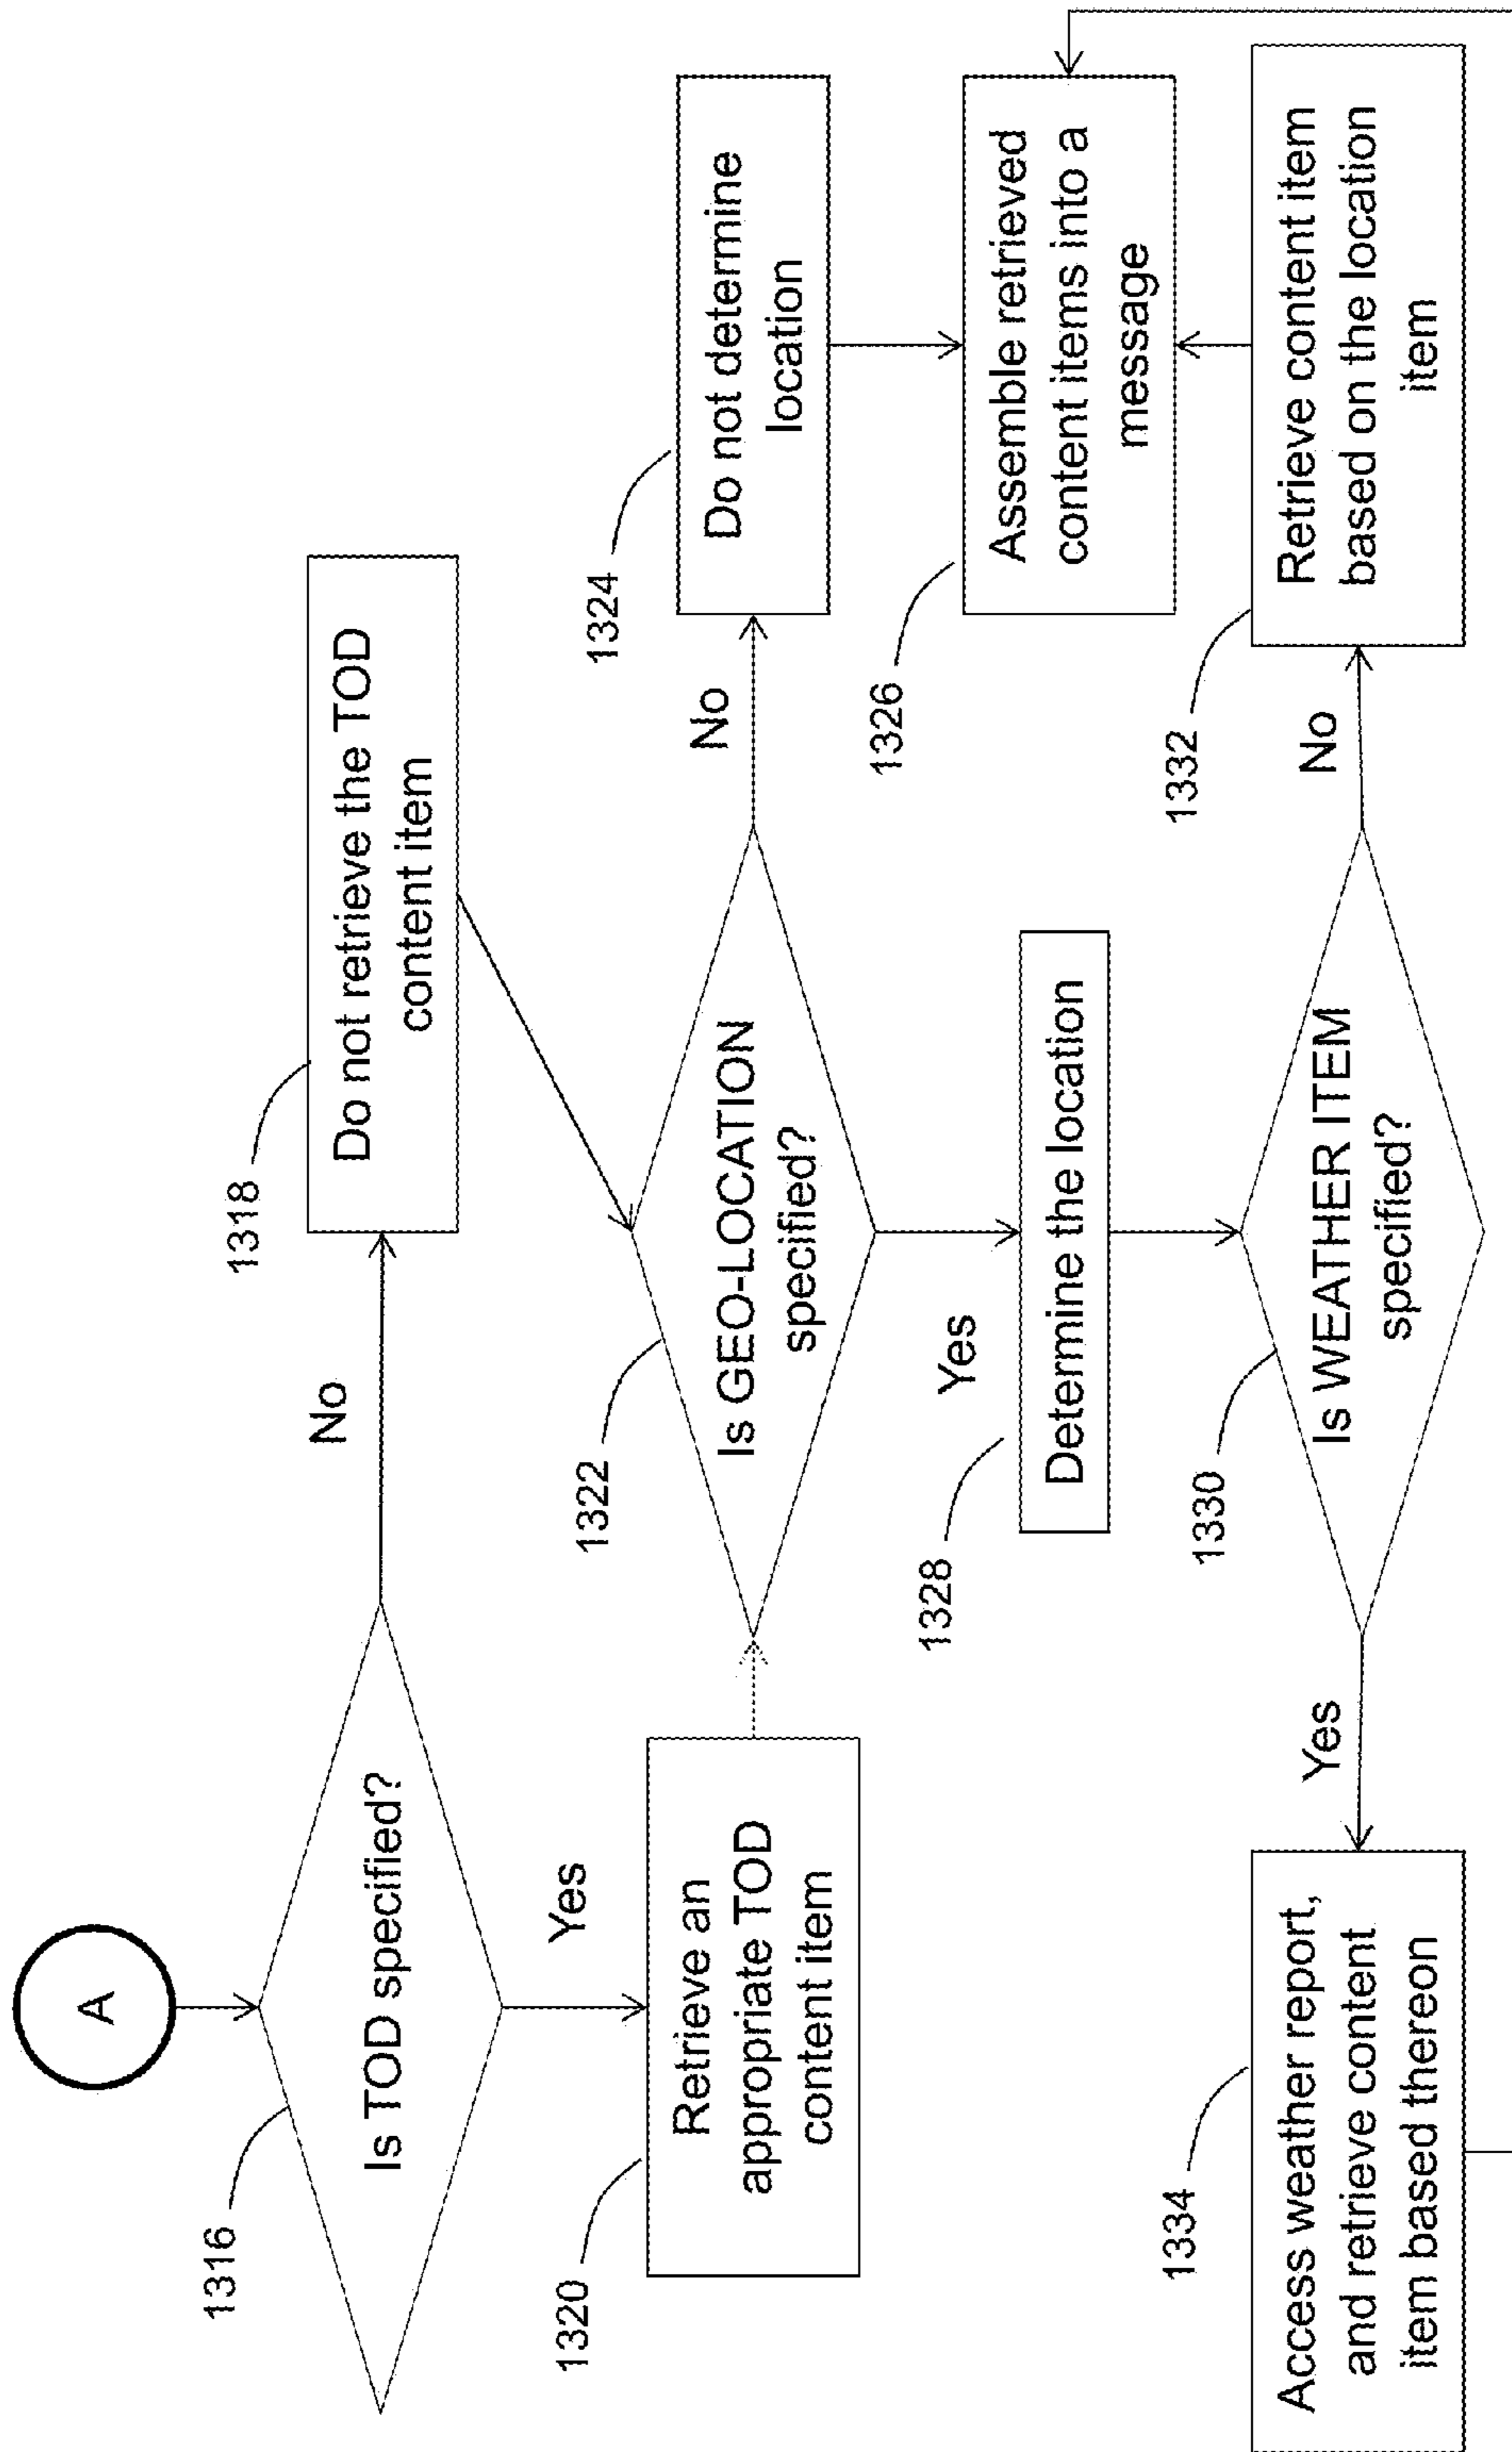 A
1316
Is TOD specified?
No
1318
Do not retrieve the TOD
content item
Yes
1320
Retrieve an
appropriate TOD
content item
1322
Is GEO-LOCATION
specified?
No
1324
Do not determine
location
1326
Assemble retrieved
content items into a
message
Yes
1328
Determine the location
1330
Is WEATHER ITEM
specified?
No
1332
Retrieve content item
based on the location
item
Yes
1334
Access weather report,
and retrieve content
item based thereon